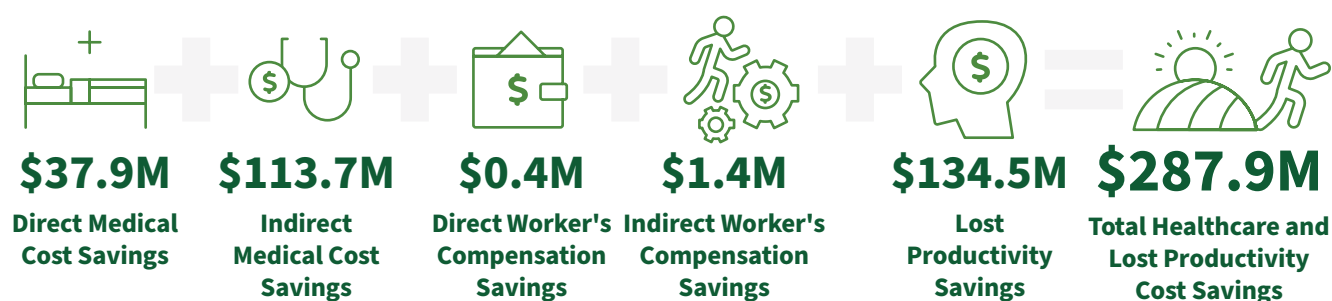 $
$
$
$
$
$37.9M
Direct Medical
Cost Savings
$113.7M
Indirect
Medical Cost
Savings
$0.4M
Direct Worker's
Compensation
Savings
$1.4M
Indirect Worker's
Compensation
Savings
$134.5M
Lost
Productivity
Savings
$287.9M
Total Healthcare and
Lost Productivity
Cost Savings